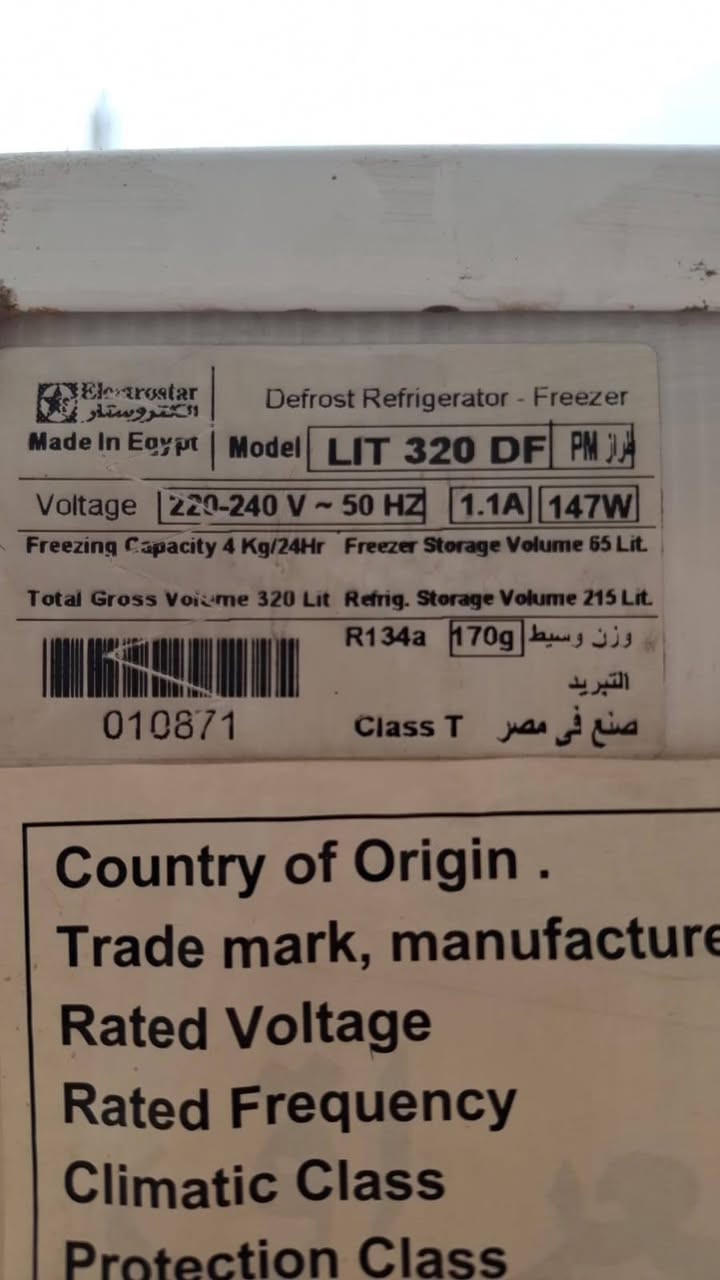 Electrostar
الكتروستار
Defrost Refrigerator - Freezer
Made In Egypt Model LIT 320 DF PM طراز
Voltage 220-240 V ~ 50 HZ 1.1A 147W
Freezing Capacity 4 Kg/24Hr Freezer Storage Volume 65 Lit.
Total Gross Volume 320 Lit Refrig. Storage Volume 215 Lit.
R134a 170g وزن وسيط
التبريد
010871 Class T صنع فى مصر
Country of Origin .
Trade mark, manufacture
Rated Voltage
Rated Frequency
Climatic Class
Protection Class